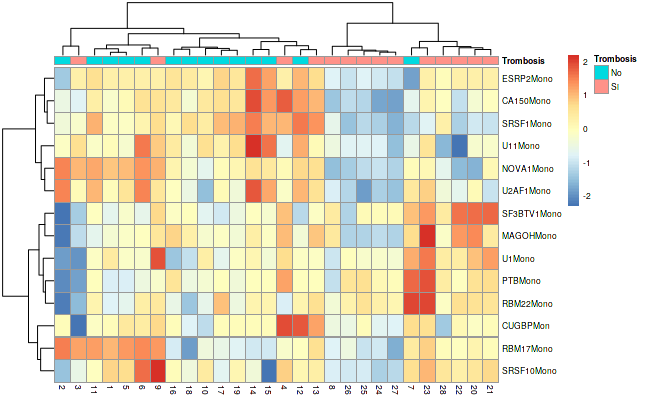 Trombosis
ESRP2Mono
CA150Mono
SRSF1Mono
U11Mono
NOVA1Mono
U2AF1Mono
SF3BTV1Mono
MAGOHMono
U1Mono
PTBMono
RBM22Mono
CUGBPMon
RBM17Mono
SRSF10Mono
2 3 11 1 5 6 9 16 18 10 17 19 14 15 4 12 13 8 26 25 24 27 7 23 28 22 20 21
2
1
0
-1
-2
Trombosis
No
SI